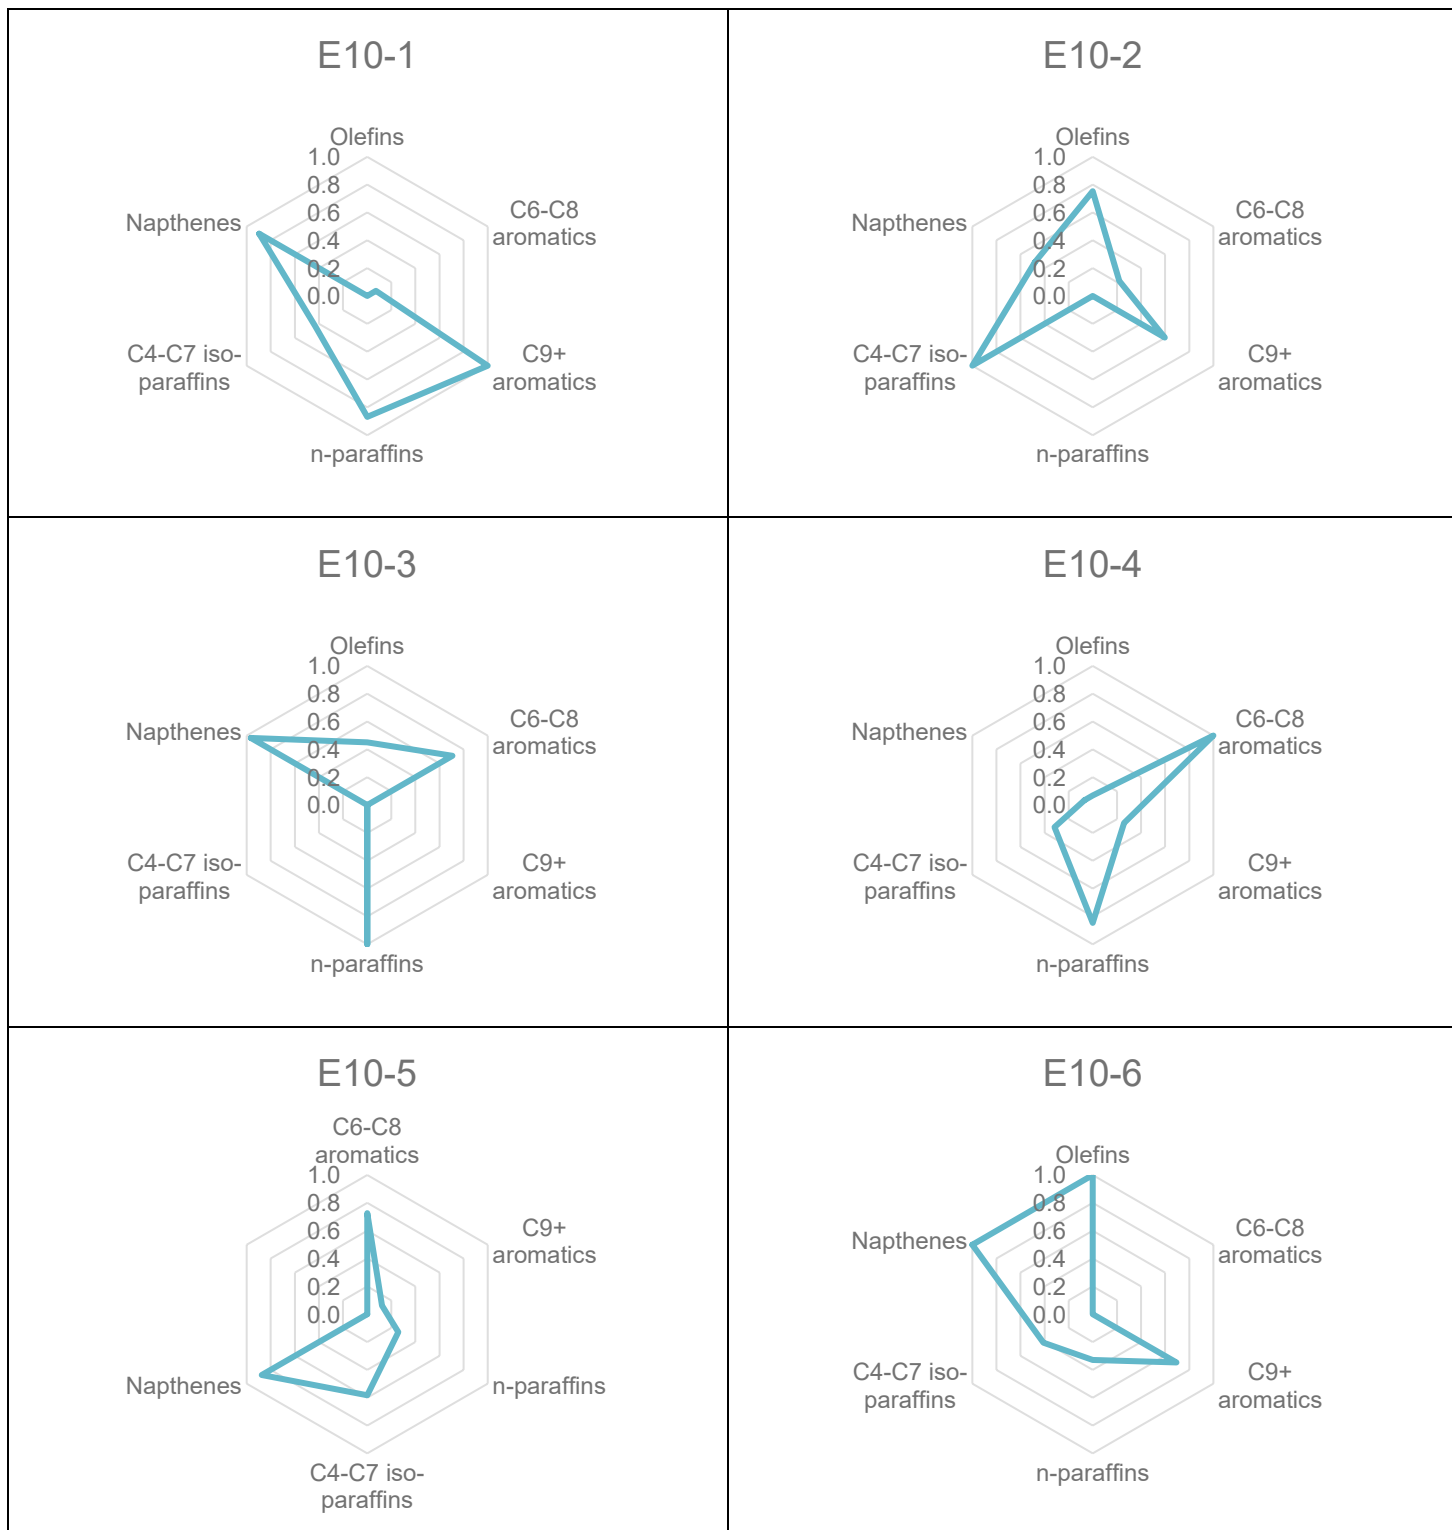 E10-1
Olefins
1.0
0.8
0.6
0.4
0.2
0.0
C6-C8
aromatics
C9+
aromatics
n-paraffins
C4-C7 iso-
paraffins
Napthenes
E10-2
Olefins
1.0
0.8
0.6
0.4
0.2
0.0
C6-C8
aromatics
C9+
aromatics
n-paraffins
C4-C7 iso-
paraffins
Napthenes
E10-3
Olefins
1.0
0.8
0.6
0.4
0.2
0.0
C6-C8
aromatics
C9+
aromatics
n-paraffins
C4-C7 iso-
paraffins
Napthenes
E10-4
Olefins
1.0
0.8
0.6
0.4
0.2
0.0
C6-C8
aromatics
C9+
aromatics
n-paraffins
C4-C7 iso-
paraffins
Napthenes
E10-5
C6-C8
aromatics
1.0
0.8
0.6
0.4
0.2
0.0
C9+
aromatics
n-paraffins
C4-C7 iso-
paraffins
Napthenes
E10-6
Olefins
1.0
0.8
0.6
0.4
0.2
0.0
C6-C8
aromatics
C9+
aromatics
n-paraffins
C4-C7 iso-
paraffins
Napthenes